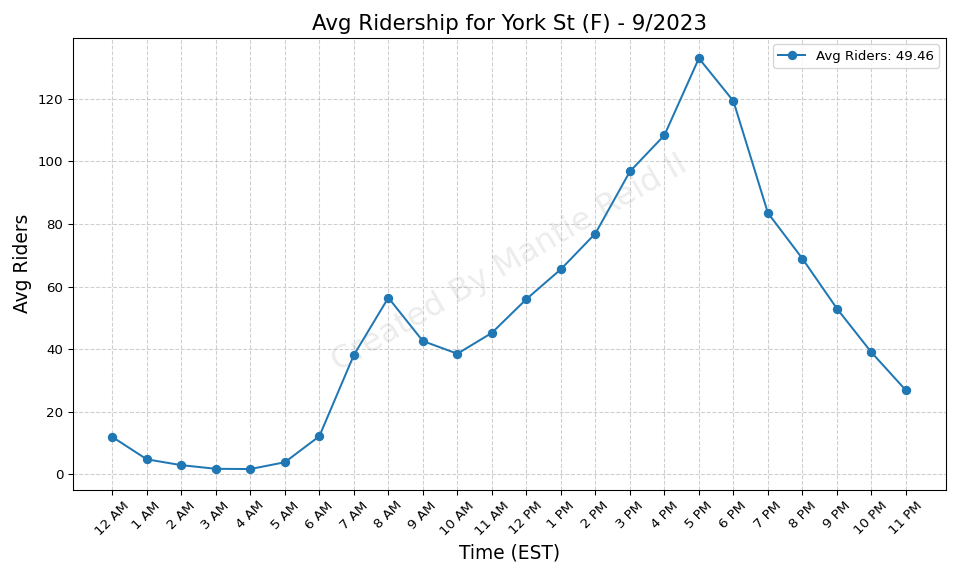 Avg Ridership for York St (F) - 9/2023
Avg Riders: 49.46
120
100
80
60
40
20
0
Avg Riders
Created By Mantie Reid II
12 AM
1 AM
2 AM
3 AM
4 AM
5 AM
6 AM
7 AM
8 AM
9 AM
10 AM
11 AM
12 PM
1 PM
2 PM
3 PM
4 PM
5 PM
6 PM
7 PM
8 PM
9 PM
10 PM
11 PM
Time (EST)